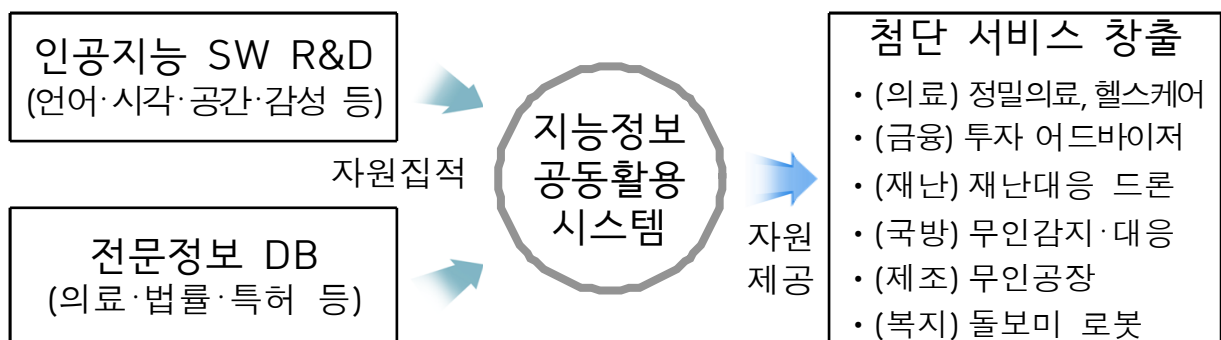 인공지능 SW R&D
(언어·시각·공간·감성 등)
자원집적
전문정보 DB
(의료·법률·특허 등)
지능정보
공동활용
시스템
자원
제공
첨단 서비스 창출
· (의료) 정밀의료, 헬스케어
· (금융) 투자 어드바이저
· (재난) 재난대응 드론
· (국방) 무인감지·대응
· (제조) 무인공장
· (복지) 돌보미 로봇